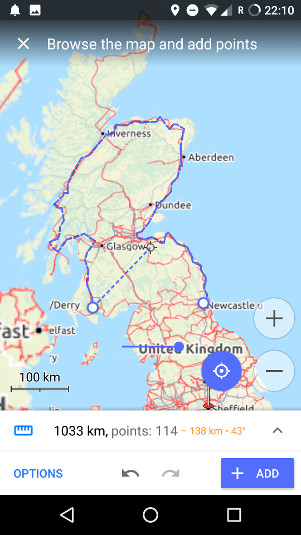 R 22:10
Browse the map and add points
Inverness
Aberdeen
Dundee
Glasgow
/Derry
Newcastle u
fast
elfast
United Kingdom
100 km
Sheffield
1033 km, points: 114 – 138 km • 43°
OPTIONS
+ ADD